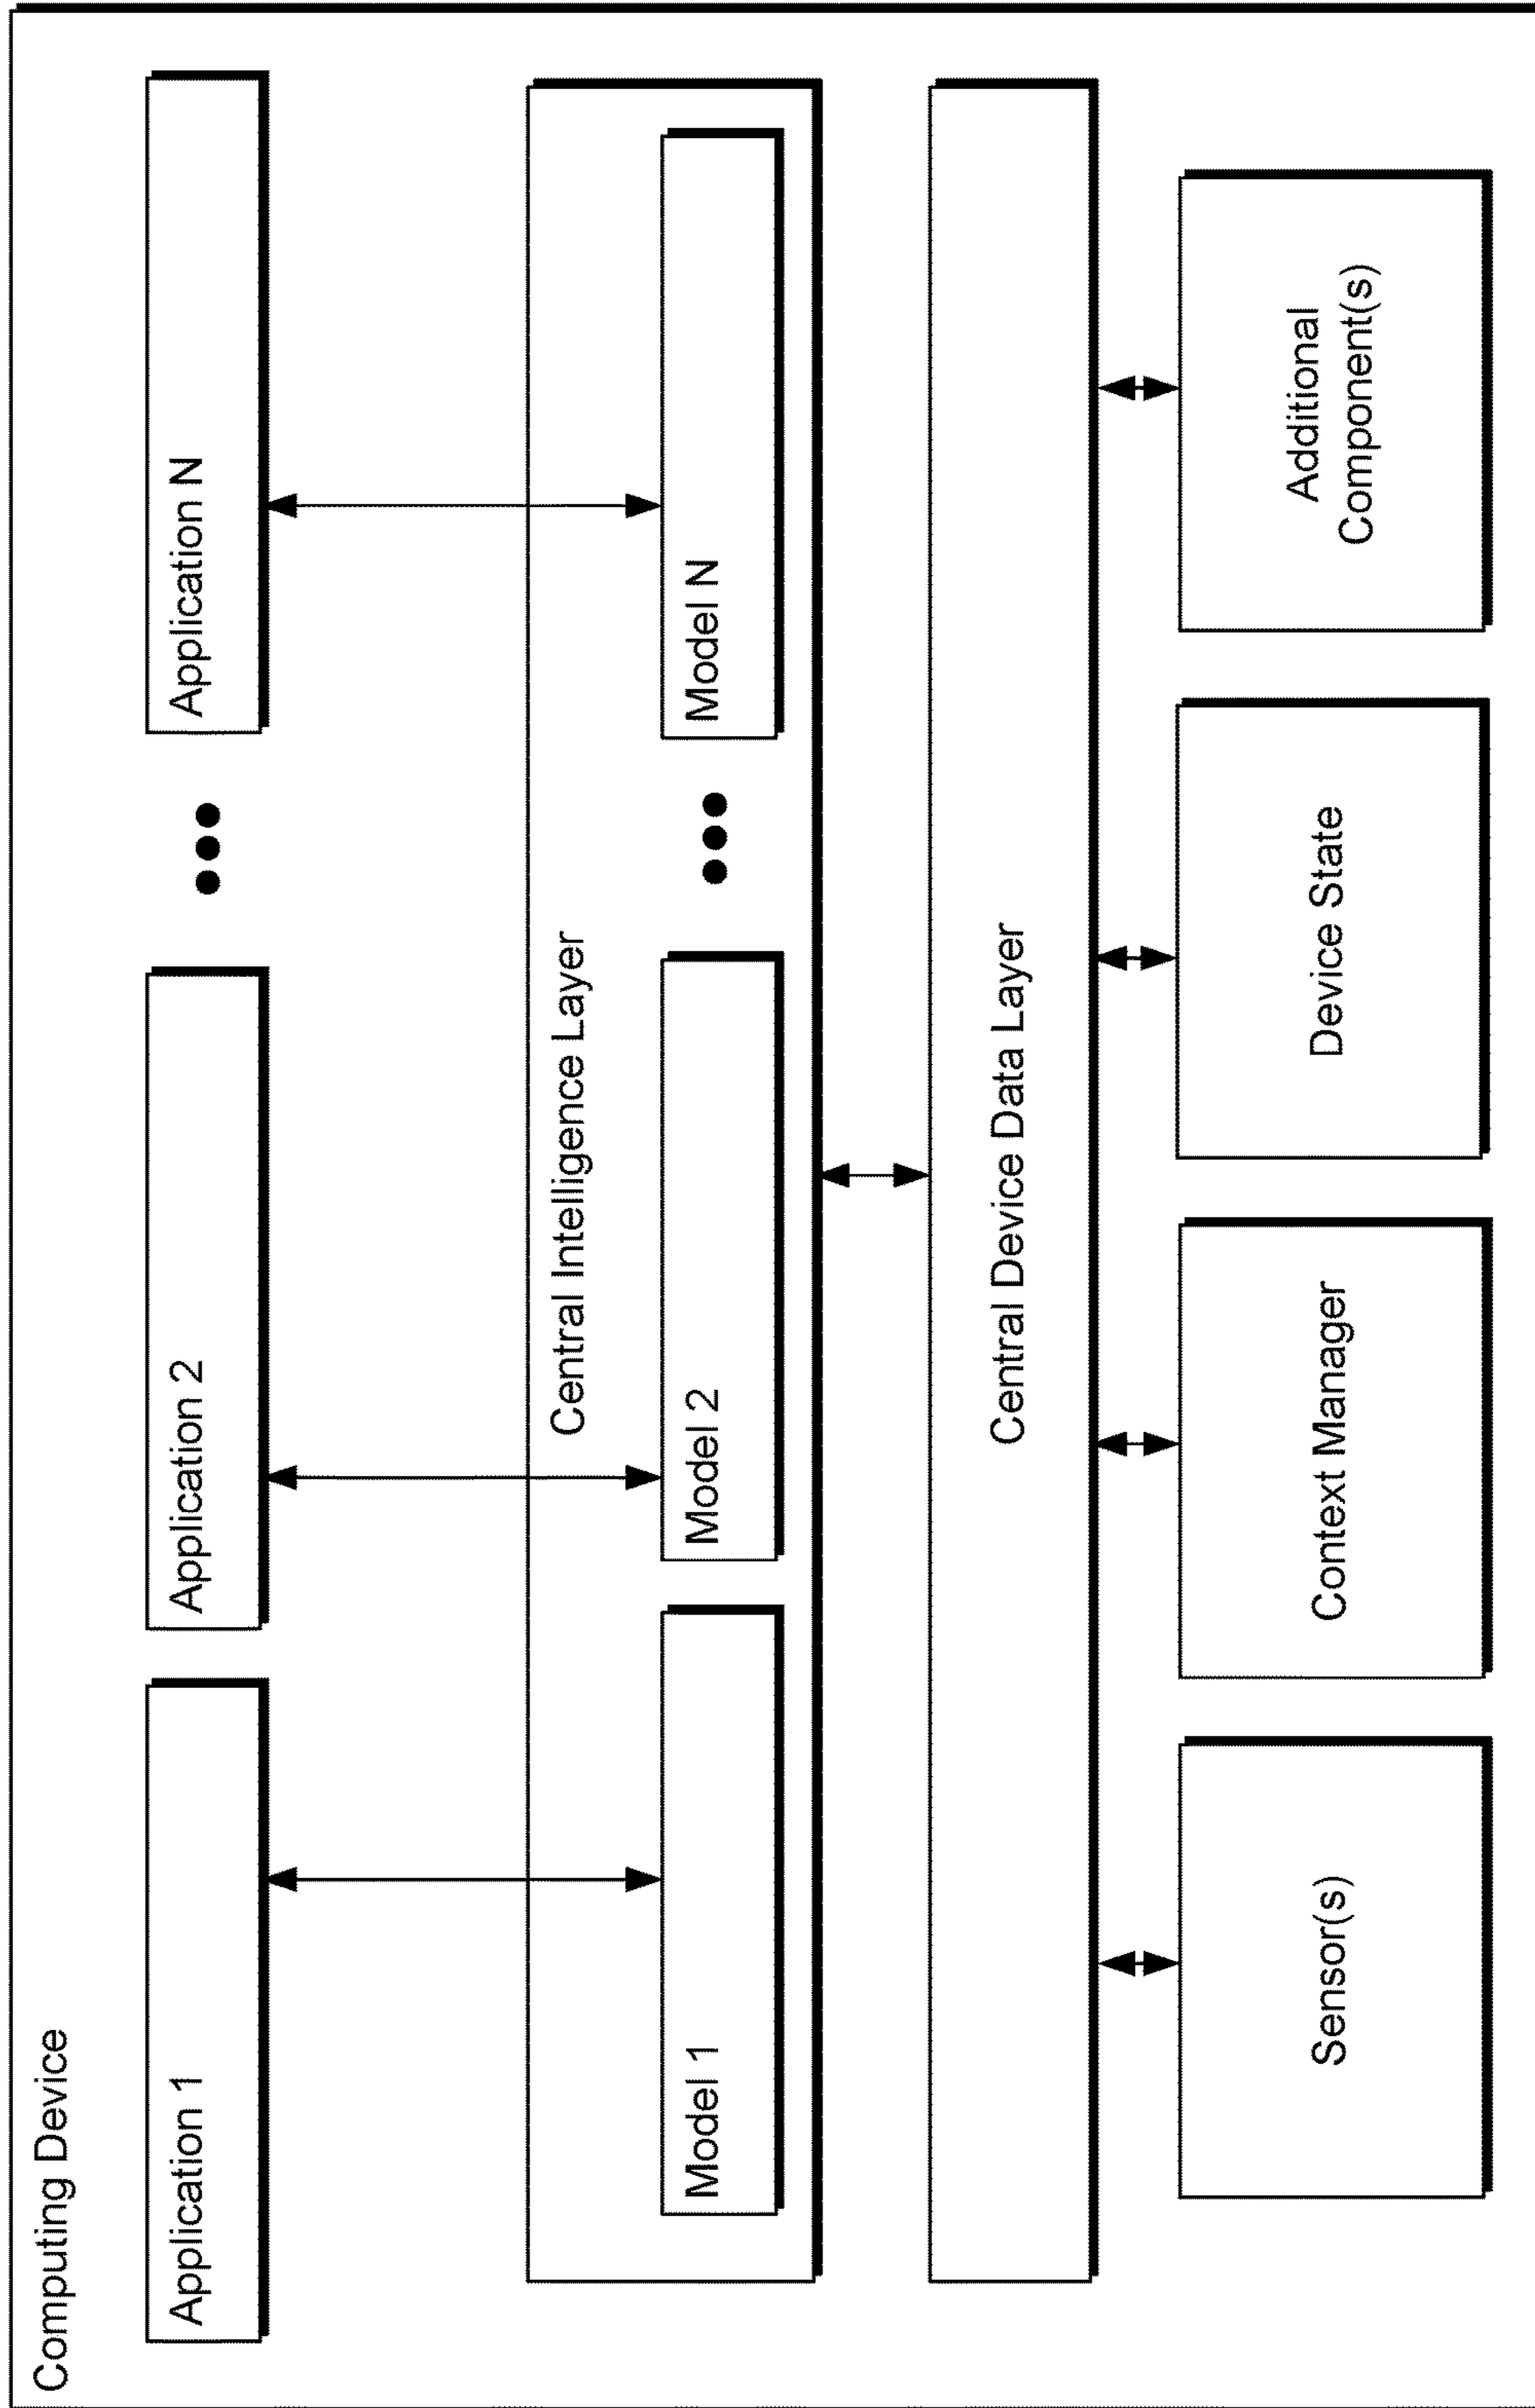 Computing Device
Application 1
Application 2
Application N
Central Intelligence Layer
Model 1
Model 2
Model N
Central Device Data Layer
Sensor(s)
Context Manager
Device State
Additional
Component(s)